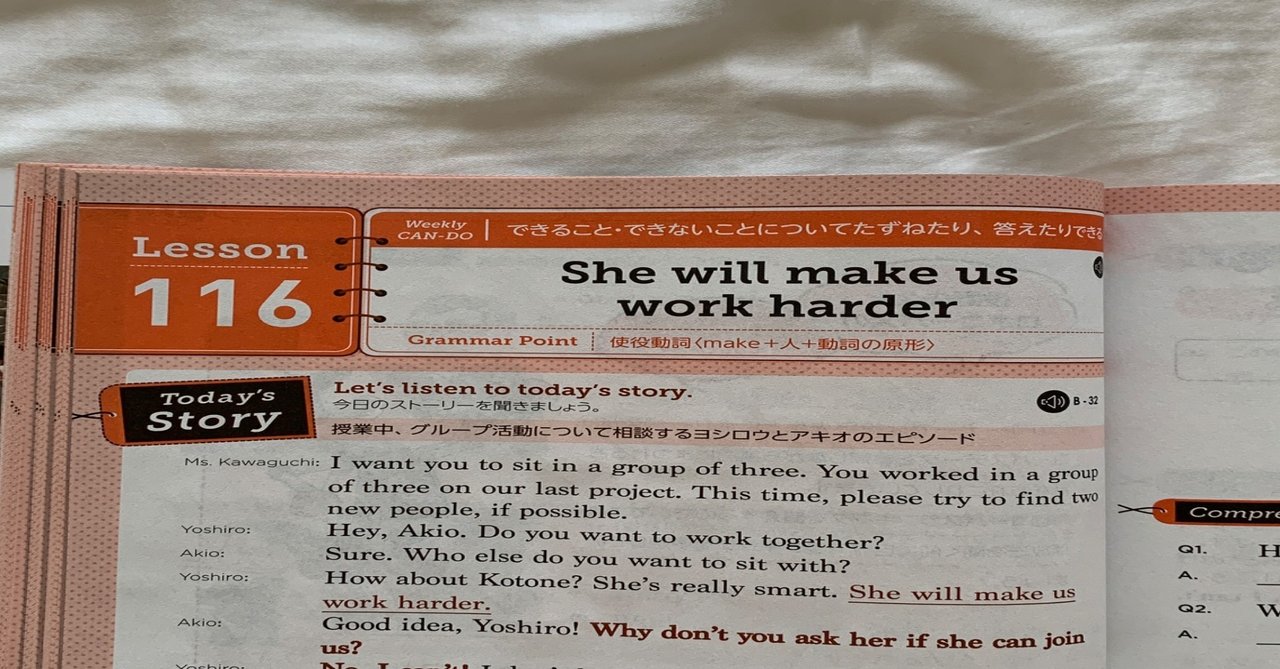 Lesson
116
Weekly
CAN-DO
できること・できないことについてたずねたり、答えたりできる
She will make us
work harder
Grammar Point
使役動詞〈make＋人＋動詞の原形〉
Today's
Story
Let's listen to today's story.
今日のストーリーを聞きましょう。
B - 32
授業中、グループ活動について相談するヨシロウとアキオのエピソード
Ms. Kawaguchi: I want you to sit in a group of three. You worked in a group
of three on our last project. This time, please try to find two
new people, if possible.
Yoshiro: Hey, Akio. Do you want to work together?
Akio: Sure. Who else do you want to sit with?
Yoshiro: How about Kotone? She's really smart. She will make us
work harder.
Akio: Good idea, Yoshiro! Why don't you ask her if she can join
us?
Yoshiro: No, I can't!
Compre
Q1. H
A.
Q2. W
A.